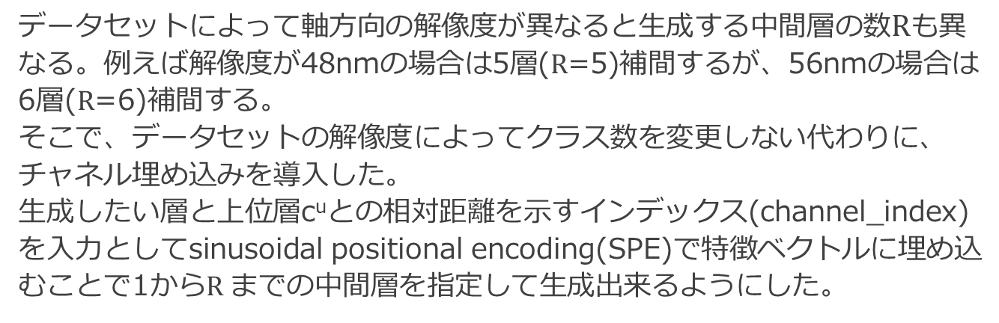 データセットによって軸方向の解像度が異なると生成する中間層の数Rも異
なる。例えば解像度が48nmの場合は5層(R=5)補間するが、56nmの場合は
6層(R=6)補間する。
そこで、データセットの解像度によってクラス数を変更しない代わりに、
チャネル埋め込みを導入した。
生成したい層と上位層cᵘとの相対距離を示すインデックス(channel_index)
を入力としてsinusoidal positional encoding(SPE)で特徴ベクトルに埋め込
むことで1からR までの中間層を指定して生成出来るようにした。